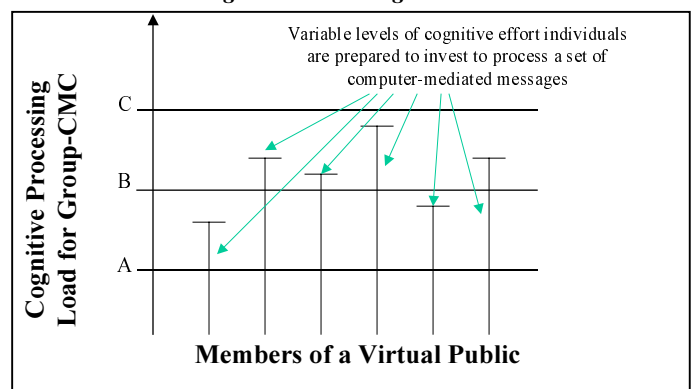 Variable levels of cognitive effort individuals
are prepared to invest to process a set of
computer-mediated messages
C
B
A
Cognitive Processing
Load for Group-CMC
Members of a Virtual Public